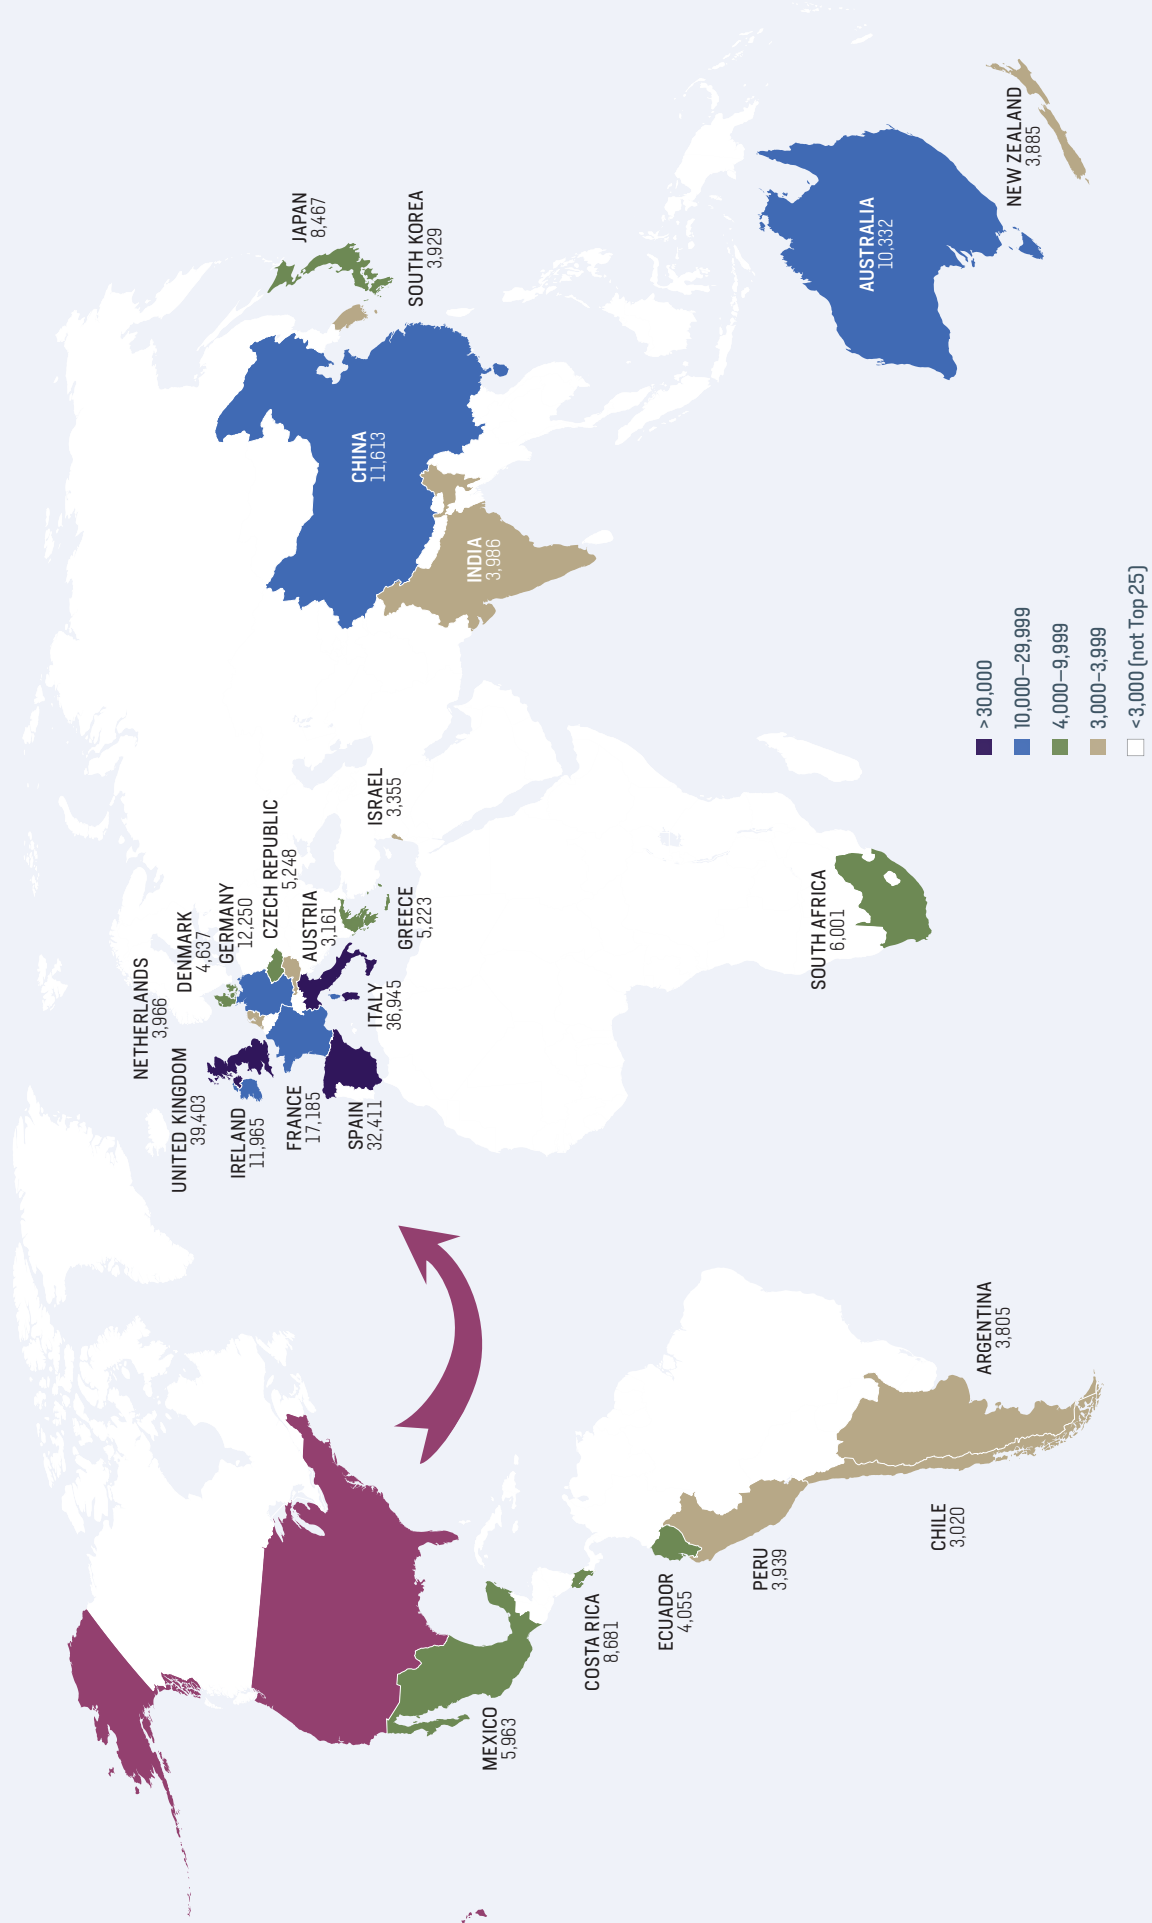 UNITED KINGDOM
39,403
NETHERLANDS
3,966
DENMARK
4,637
GERMANY
12,250
CZECH REPUBLIC
5,248
AUSTRIA
3,161
IRELAND
11,965
FRANCE
17,185
SPAIN
32,411
ITALY
36,945
GREECE
5,223
ISRAEL
3,355
CHINA
11,613
INDIA
3,986
JAPAN
8,467
SOUTH KOREA
3,929
MEXICO
5,963
COSTA RICA
8,681
ECUADOR
4,055
PERU
3,939
CHILE
3,020
ARGENTINA
3,805
SOUTH AFRICA
6,001
AUSTRALIA
10,332
NEW ZEALAND
3,885
>30,000
10,000–29,999
4,000–9,999
3,000–3,999
<3,000 (not Top 25)